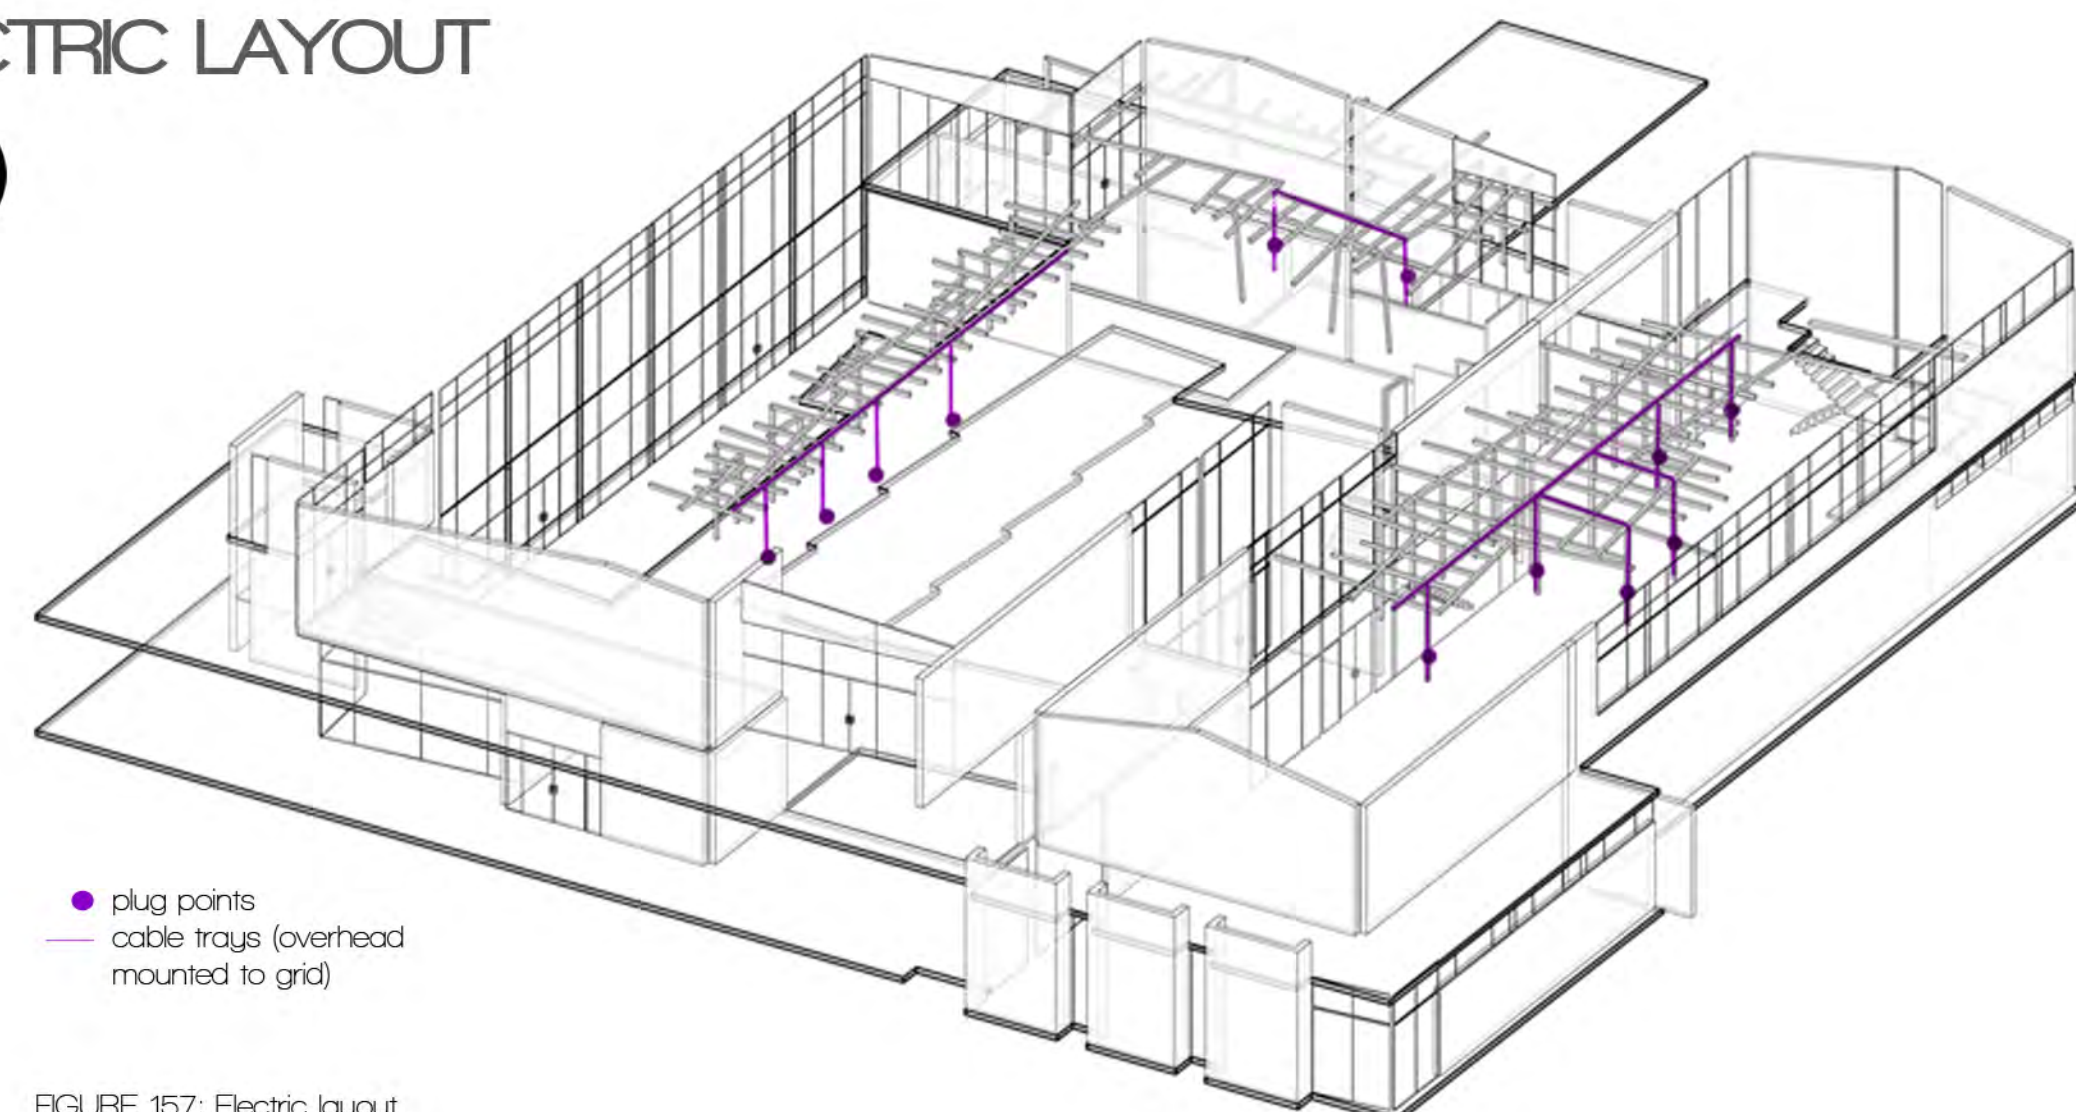 CTRIC LAYOUT
plug points
cable trays (overhead
mounted to grid)
FIGURE 157: Electric layout